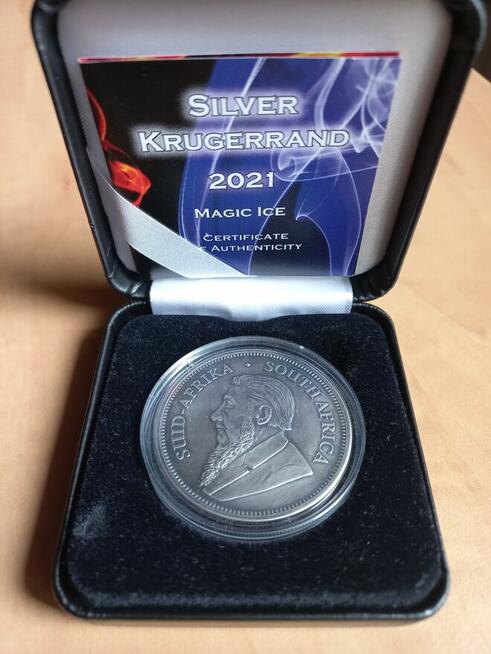 SILVER
KRUGERRAND
2021
MAGIC ICE
CERTIFICATE
AUTHENTICITY
SUID-AFRIKA · SOUTH AFRICA